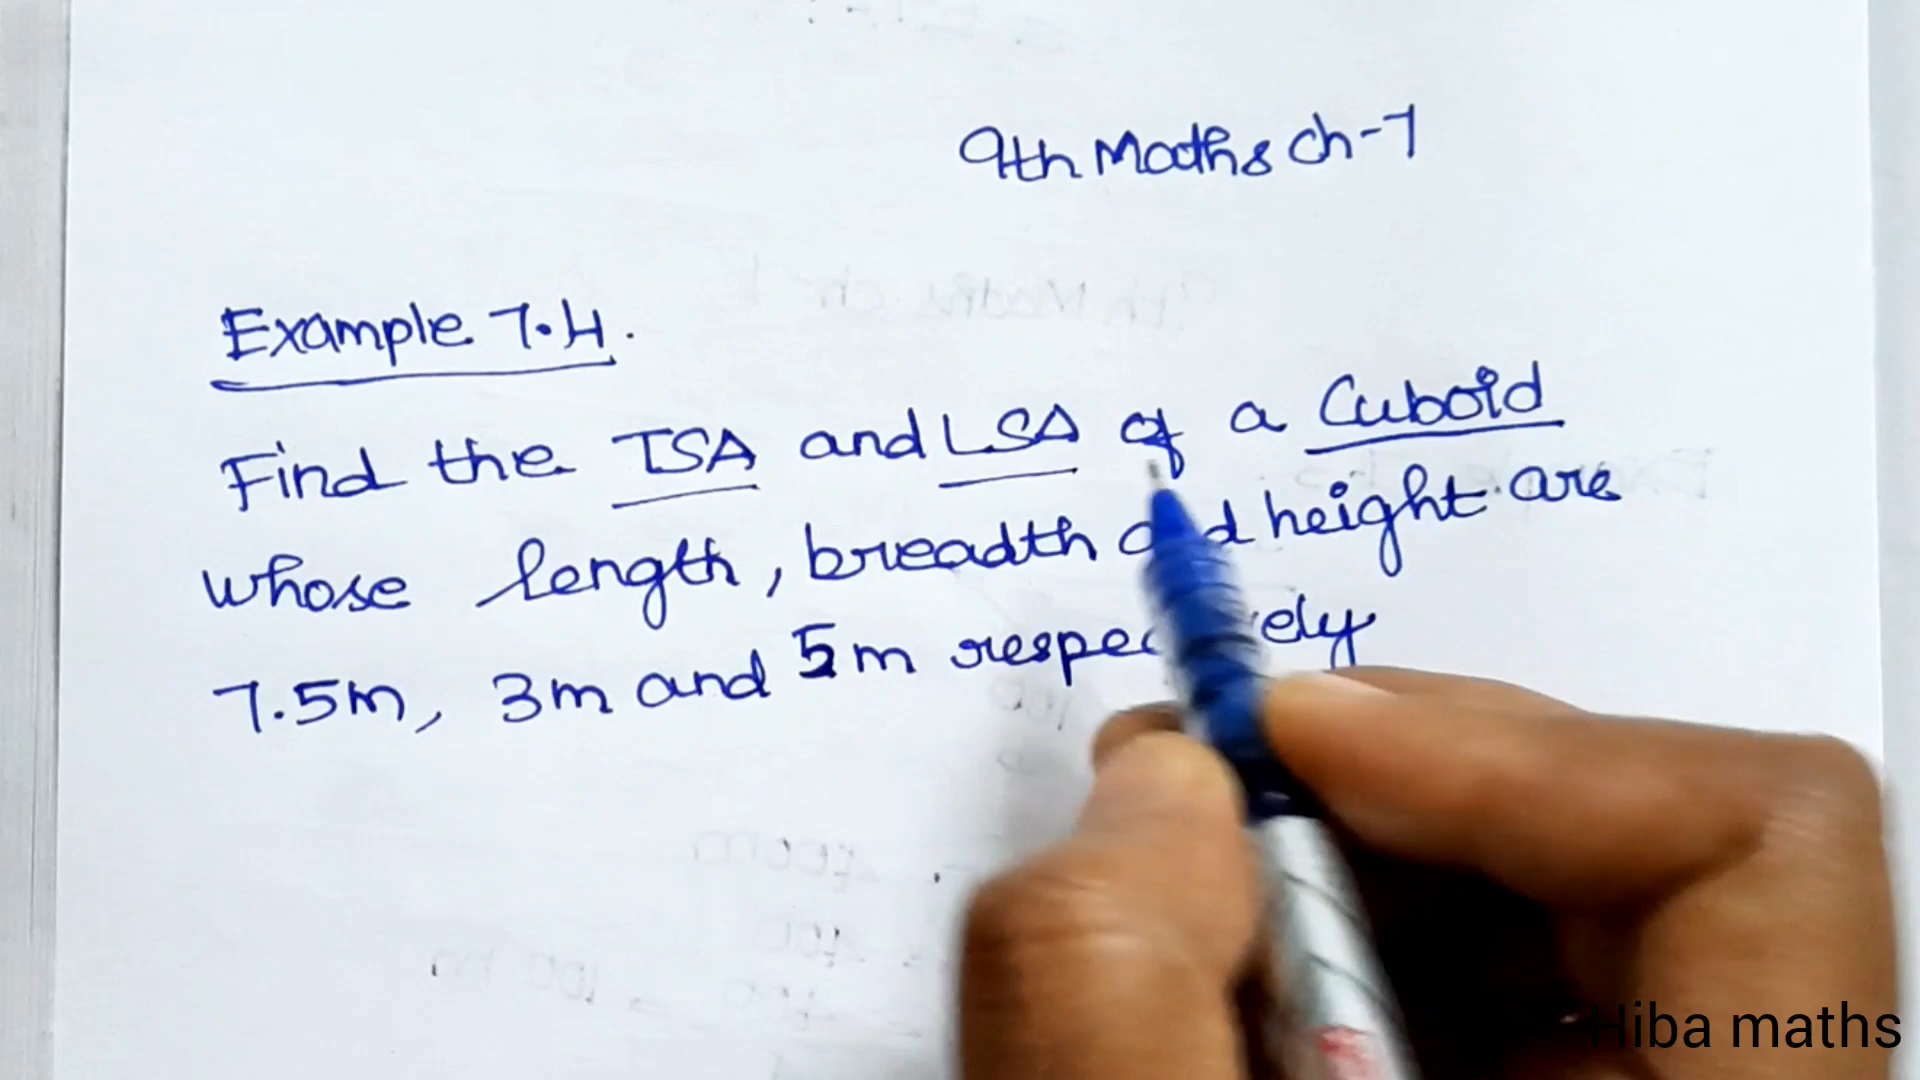 9th Maths Ch-7
Example 7.4.
Find the TSA and LSA of a Cuboid
whose length, breadth and height are
7.5m, 3m and 5m respectively
Hiba maths